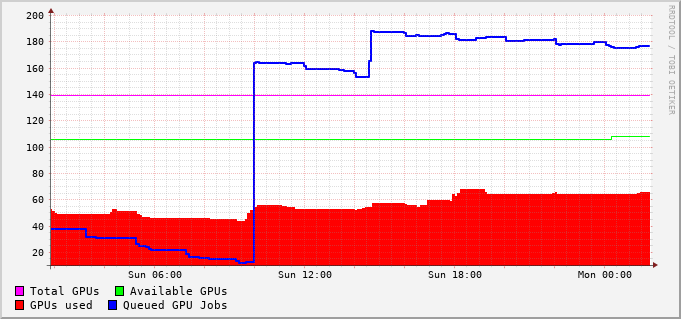 200
180
160
140
120
100
80
60
40
20
Sun 06:00 Sun 12:00 Sun 18:00 Mon 00:00
Total GPUs Available GPUs
GPUs used Queued GPU Jobs
RRDTOOL / TOBI OETIKER